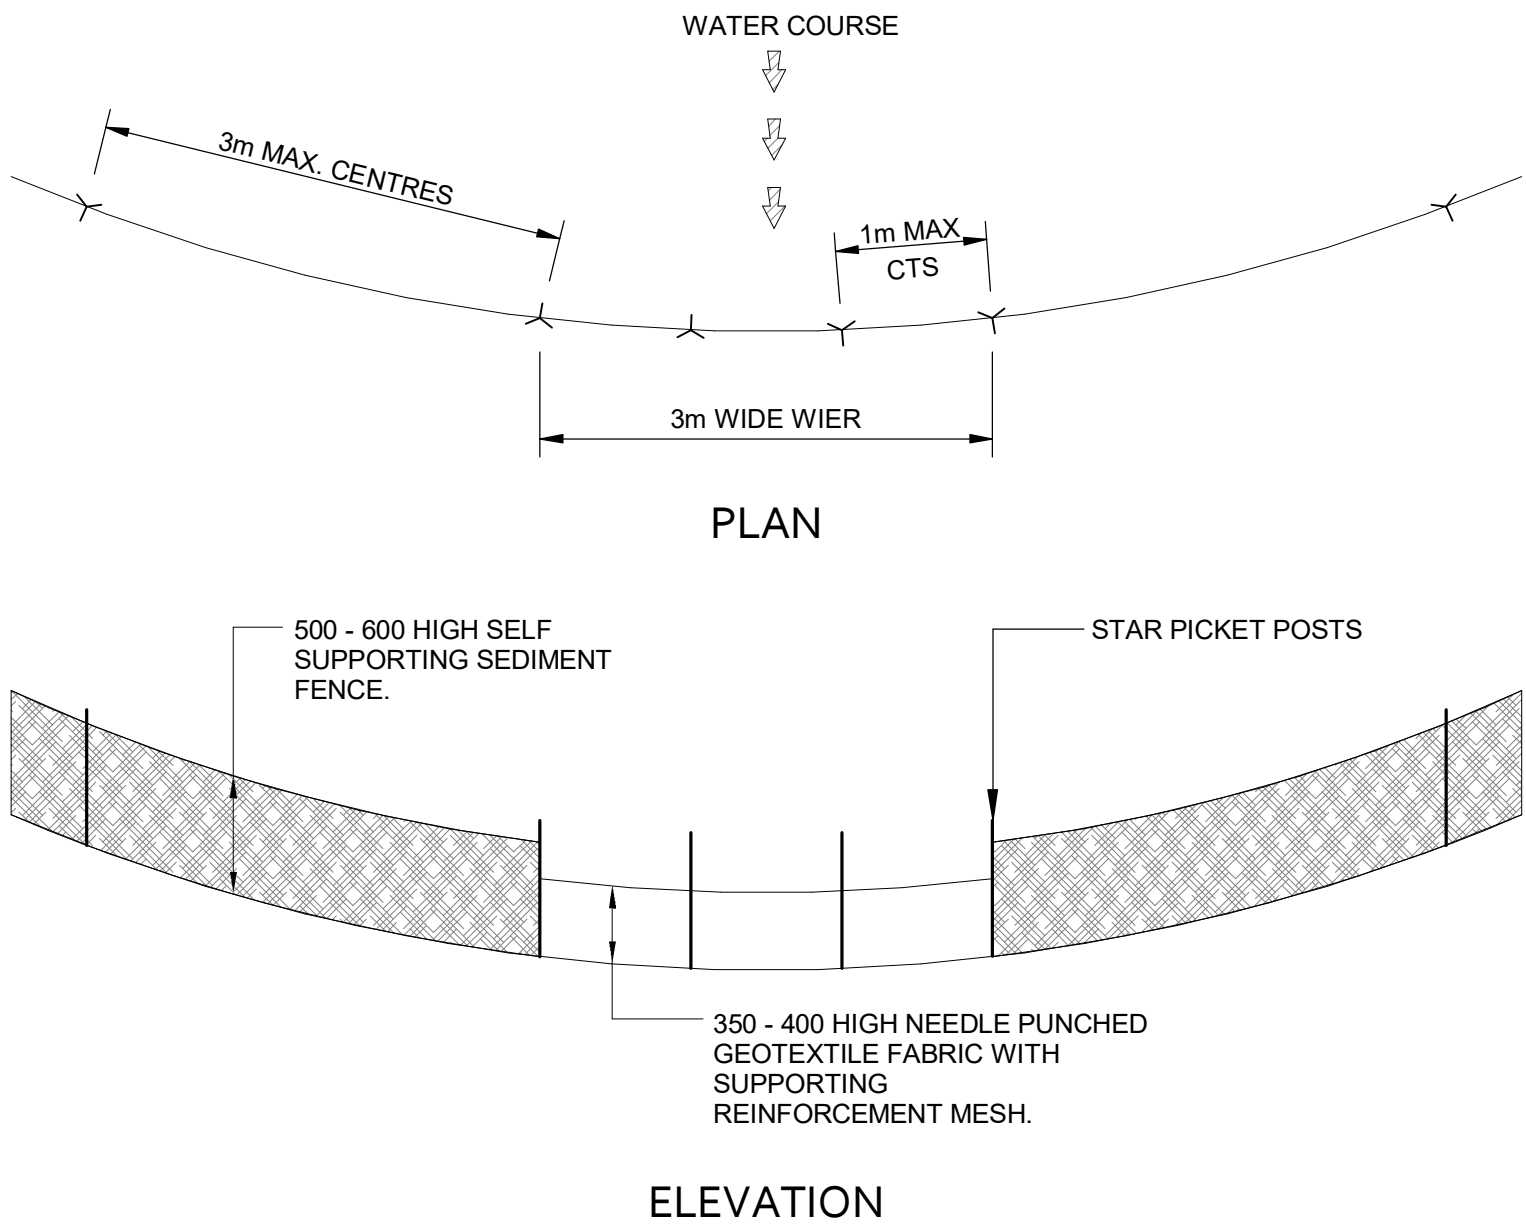 WATER COURSE
3m MAX. CENTRES
1m MAX
CTS
3m WIDE WIER
PLAN
500 - 600 HIGH SELF
SUPPORTING SEDIMENT
FENCE.
STAR PICKET POSTS
350 - 400 HIGH NEEDLE PUNCHED
GEOTEXTILE FABRIC WITH
SUPPORTING
REINFORCEMENT MESH.
ELEVATION